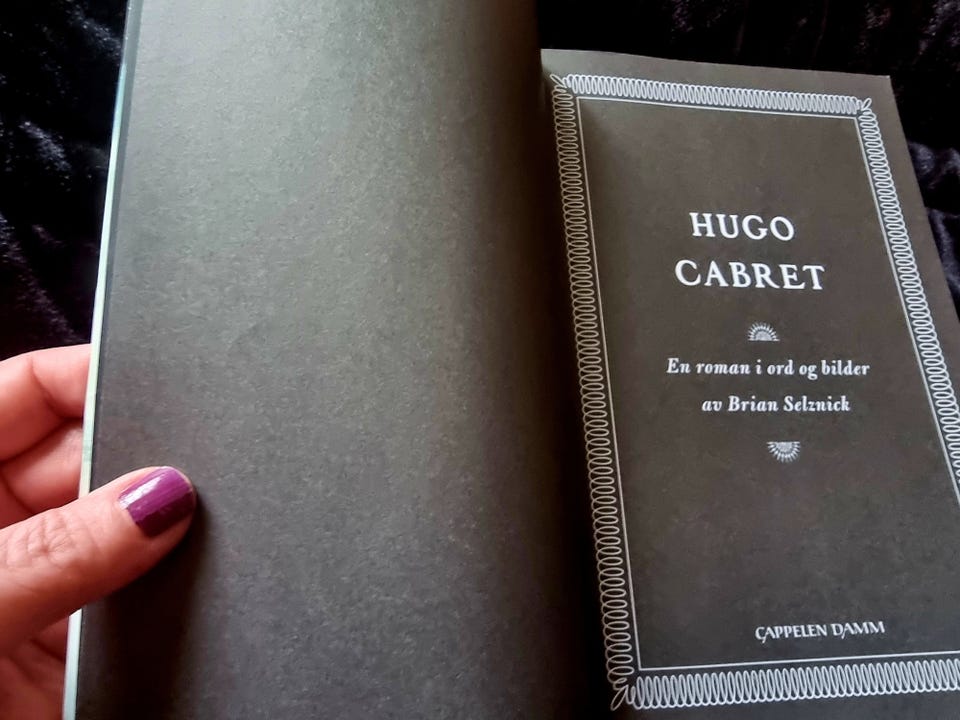 HUGO
CABRET
En roman i ord og bilder
av Brian Selznick
CAPPELEN DAMM